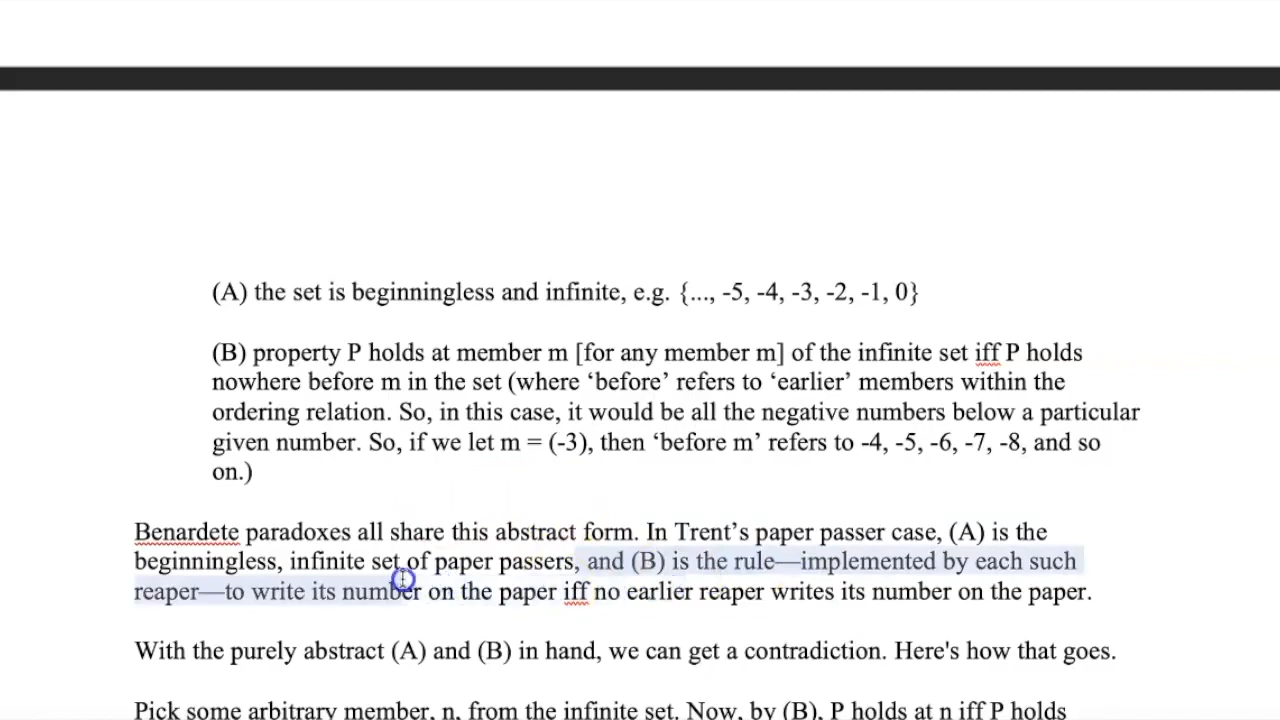 (A) the set is beginningless and infinite, e.g. {..., -5, -4, -3, -2, -1, 0}
(B) property P holds at member m [for any member m] of the infinite set iff P holds
nowhere before m in the set (where ‘before’ refers to ‘earlier’ members within the
ordering relation. So, in this case, it would be all the negative numbers below a particular
given number. So, if we let m = (-3), then ‘before m’ refers to -4, -5, -6, -7, -8, and so
on.)
Benardete paradoxes all share this abstract form. In Trent’s paper passer case, (A) is the
beginningless, infinite set of paper passers, and (B) is the rule—implemented by each such
reaper—to write its number on the paper iff no earlier reaper writes its number on the paper.
With the purely abstract (A) and (B) in hand, we can get a contradiction. Here's how that goes.
Pick some arbitrary member, n, from the infinite set. Now, by (B), P holds at n iff P holds